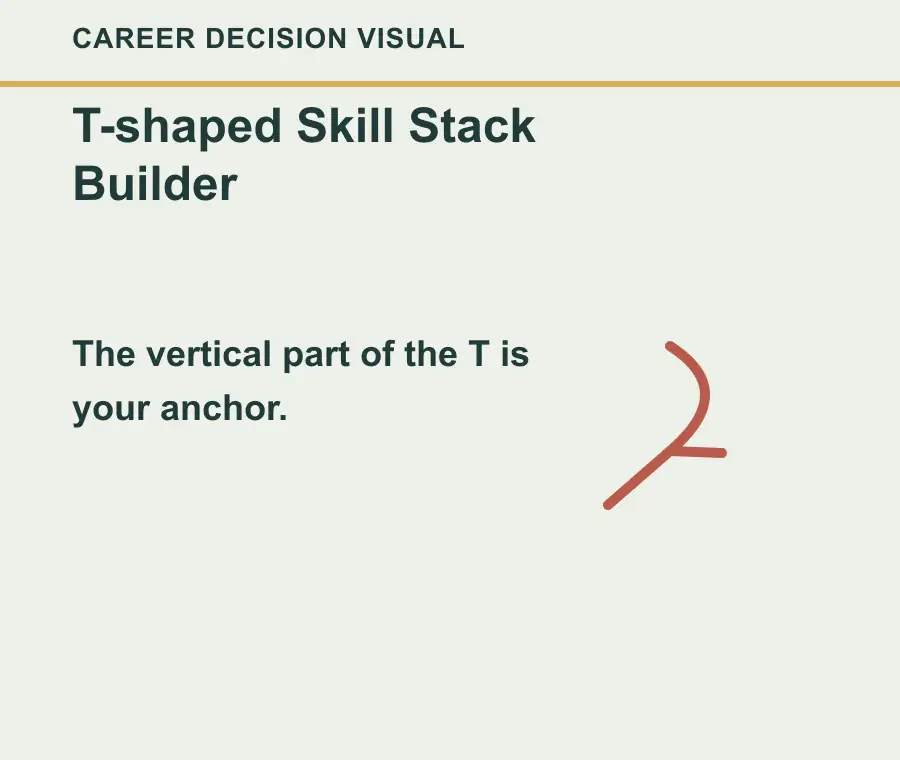 CAREER DECISION VISUAL
T-shaped Skill Stack
Builder
The vertical part of the T is
your anchor.